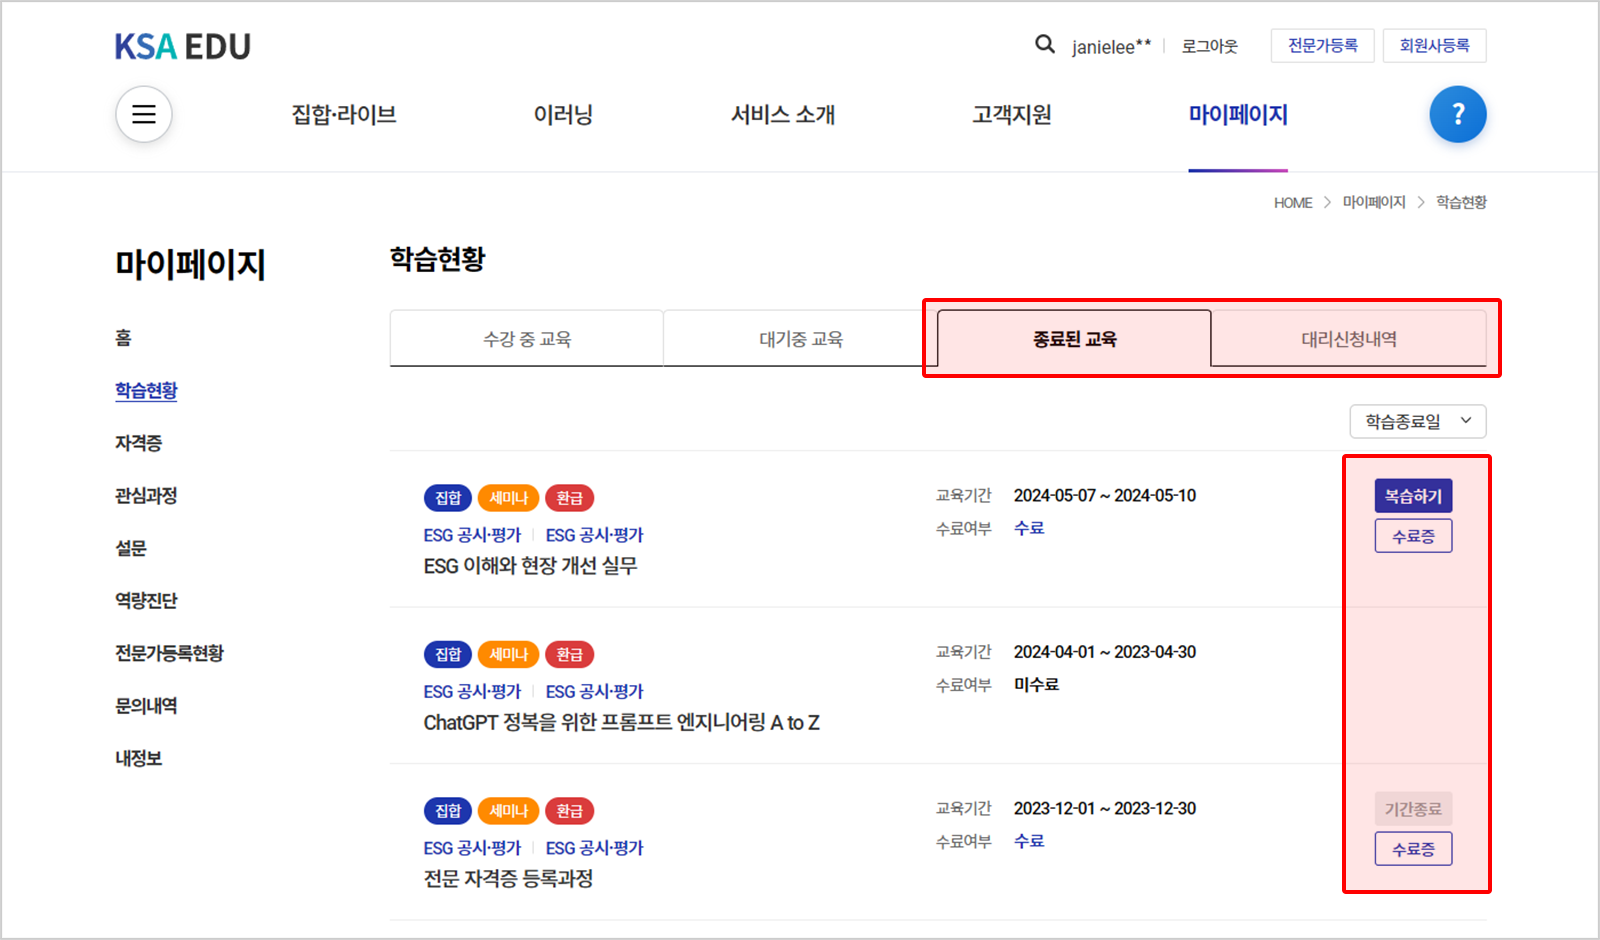 KSA EDU
janielee** 로그아웃 전문가등록 회원사등록
집합·라이브 이러닝 서비스 소개 고객지원 마이페이지 ?
HOME > 마이페이지 > 학습현황
마이페이지
홈
학습현황
자격증
관심과정
설문
역량진단
전문가등록현황
문의내역
내정보
학습현황
수강 중 교육 대기중 교육 종료된 교육 대리신청내역
학습종료일
집합 세미나 환급
ESG 공시·평가 ESG 공시·평가
ESG 이해와 현장 개선 실무
교육기간 2024-05-07 ~ 2024-05-10
수료여부 수료
복습하기
수료증
집합 세미나 환급
ESG 공시·평가 ESG 공시·평가
ChatGPT 정복을 위한 프롬프트 엔지니어링 A to Z
교육기간 2024-04-01 ~ 2023-04-30
수료여부 미수료
집합 세미나 환급
ESG 공시·평가 ESG 공시·평가
전문 자격증 등록과정
교육기간 2023-12-01 ~ 2023-12-30
수료여부 수료
기간종료
수료증